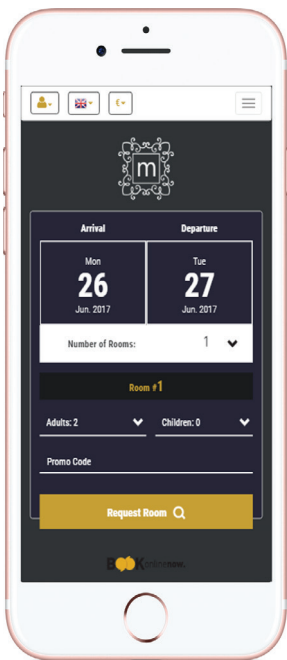 €
m
Arrival Departure
Mon Tue
26 27
Jun. 2017 Jun. 2017
Number of Rooms: 1
Room #1
Adults: 2 Children: 0
Promo Code
Request Room
BOOKonlinenow.